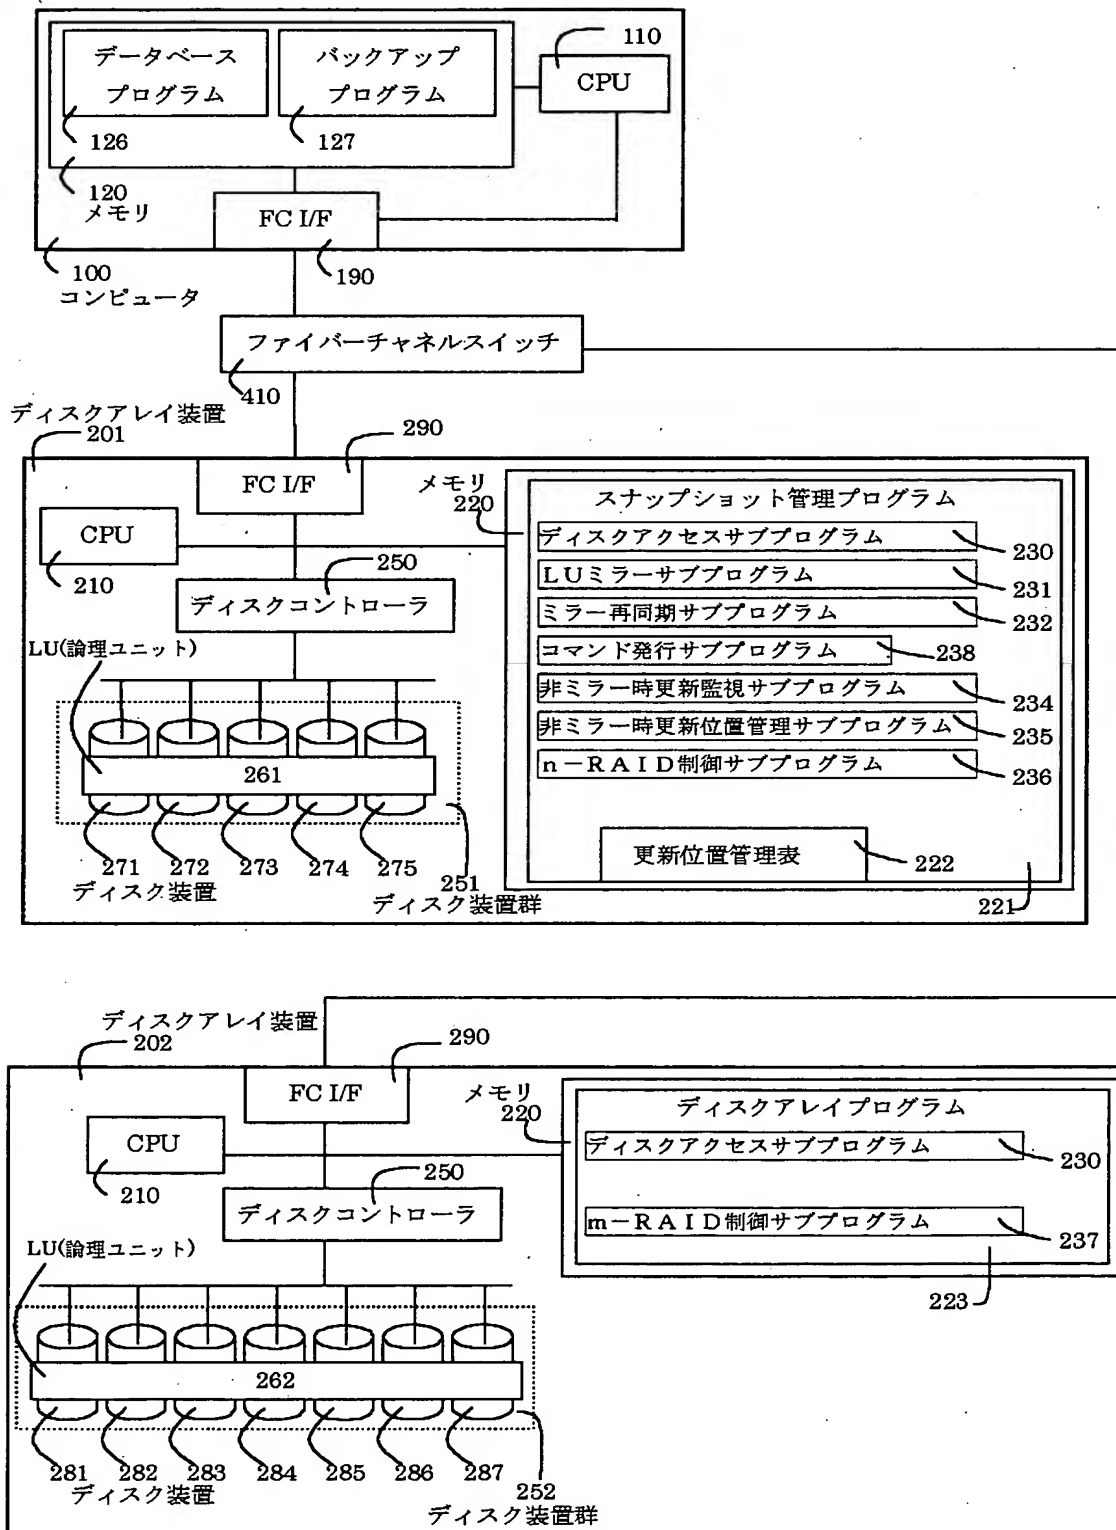 データベース
プログラム
126
バックアップ
プログラム
127
110
CPU
120
メモリ
FC I/F
190
100
コンピュータ
ファイバーチャネルスイッチ
410
ディスクアレイ装置
201
290
FC I/F
CPU
210
250
ディスクコントローラ
LU(論理ユニット)
261
271
272
273
274
275
ディスク装置
251
ディスク装置群
メモリ
220
スナップショット管理プログラム
ディスクアクセスサブプログラム
230
LUミラーサブプログラム
231
ミラー再同期サブプログラム
232
コマンド発行サブプログラム
238
非ミラー時更新監視サブプログラム
234
非ミラー時更新位置管理サブプログラム
235
n−RAID制御サブプログラム
236
更新位置管理表
222
221
ディスクアレイ装置
202
290
FC I/F
CPU
210
250
ディスクコントローラ
LU(論理ユニット)
262
281
282
283
284
285
286
287
ディスク装置
252
ディスク装置群
メモリ
220
ディスクアレイプログラム
ディスクアクセスサブプログラム
230
m−RAID制御サブプログラム
237
223